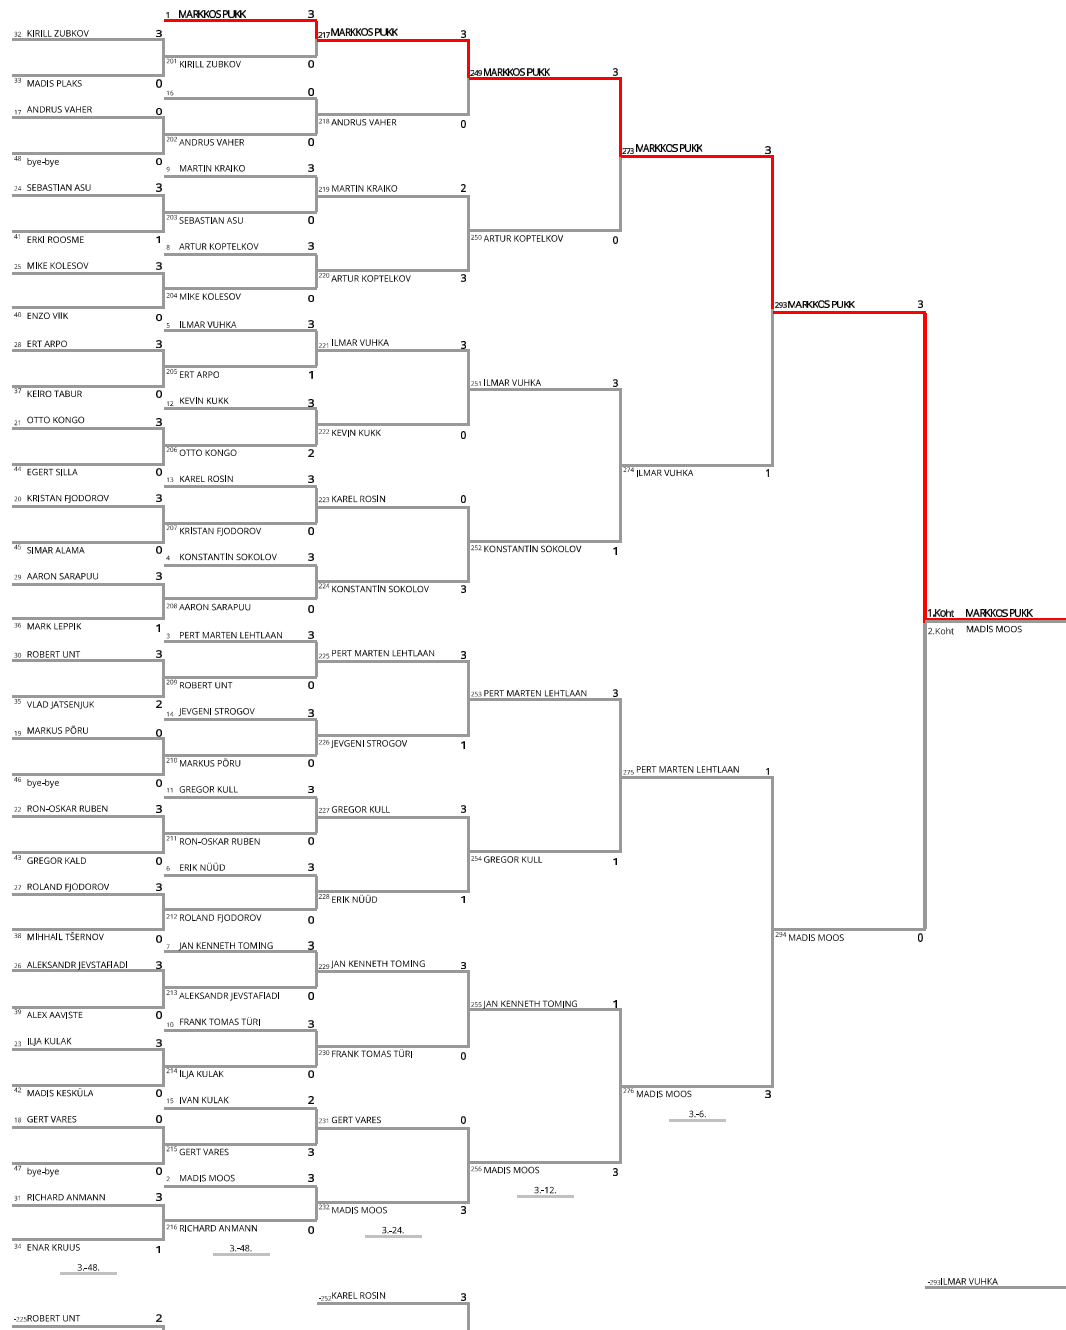 1 MARKKOS PUKK 3
32 KIRILL ZUBKOV 3
217 MARKKOS PUKK 3
201 KIRILL ZUBKOV 0
249 MARKKOS PUKK 3
33 MADIS PLAKS 0
16 0
17 ANDRUS VAHER 0
218 ANDRUS VAHER 0
202 ANDRUS VAHER 0
273 MARKKOS PUKK 3
48 bye-bye 0
9 MARTIN KRAIKO 3
24 SEBASTIAN ASU 3
219 MARTIN KRAIKO 2
203 SEBASTIAN ASU 0
41 ERKI ROOSME 1
250 ARTUR KOPTELKOV 0
8 ARTUR KOPTELKOV 3
25 MIKE KOLESOV 3
220 ARTUR KOPTELKOV 3
204 MIKE KOLESOV 0
293 MARKKOS PUKK 3
40 ENZO VIIK 0
5 ILMAR VUHKA 3
28 ERT ARPO 3
221 ILMAR VUHKA 3
205 ERT ARPO 1
251 ILMAR VUHKA 3
37 KEIRO TABUR 0
12 KEVIN KUKK 3
21 OTTO KONGO 3
222 KEVIN KUKK 0
206 OTTO KONGO 2
44 EGERT SILLA 0
274 ILMAR VUHKA 1
13 KAREL ROSIN 3
20 KRISTAN FJODOROV 3
223 KAREL ROSIN 0
207 KRISTAN FJODOROV 0
45 SIMAR ALAMA 0
252 KONSTANTIN SOKOLOV 1
4 KONSTANTIN SOKOLOV 3
29 AARON SARAPUU 3
224 KONSTANTIN SOKOLOV 3
208 AARON SARAPUU 0
1.Koht MARKKOS PUKK
36 MARK LEPPIK 1
2.Koht MADIS MOOS
3 PERT MARTEN LEHTLAAN 3
30 ROBERT UNT 3
225 PERT MARTEN LEHTLAAN 3
209 ROBERT UNT 0
253 PERT MARTEN LEHTLAAN 3
35 VLAD JATSENJUK 2
14 JEVGENI STROGOV 3
19 MARKUS PÕRU 0
226 JEVGENI STROGOV 1
210 MARKUS PÕRU 0
275 PERT MARTEN LEHTLAAN 1
46 bye-bye 0
11 GREGOR KULL 3
22 RON-OSKAR RUBEN 3
227 GREGOR KULL 3
211 RON-OSKAR RUBEN 0
43 GREGOR KALD 0
254 GREGOR KULL 1
6 ERIK NÜÜD 3
27 ROLAND FJODOROV 3
228 ERIK NÜÜD 1
212 ROLAND FJODOROV 0
38 MIHHAIL TŠERNOV 0
294 MADIS MOOS 0
7 JAN KENNETH TOMING 3
26 ALEKSANDR JEVSTAFIADI 3
229 JAN KENNETH TOMING 3
213 ALEKSANDR JEVSTAFIADI 0
255 JAN KENNETH TOMING 1
39 ALEX AAVISTE 0
10 FRANK TOMAS TÜRI 3
23 ILJA KULAK 3
230 FRANK TOMAS TÜRI 0
214 ILJA KULAK 0
42 MADIS KESKÜLA 0
276 MADIS MOOS 3
15 IVAN KULAK 2
3.-6.
18 GERT VARES 0
231 GERT VARES 0
215 GERT VARES 3
47 bye-bye 0
256 MADIS MOOS 3
2 MADIS MOOS 3
3.-12.
31 RICHARD ANMANN 3
232 MADIS MOOS 3
216 RICHARD ANMANN 0
3.-24.
34 ENAR KRUUS 1
3.-48.
3.-48.
-293 ILMAR VUHKA
-252 KAREL ROSIN 3
-225 ROBERT UNT 2